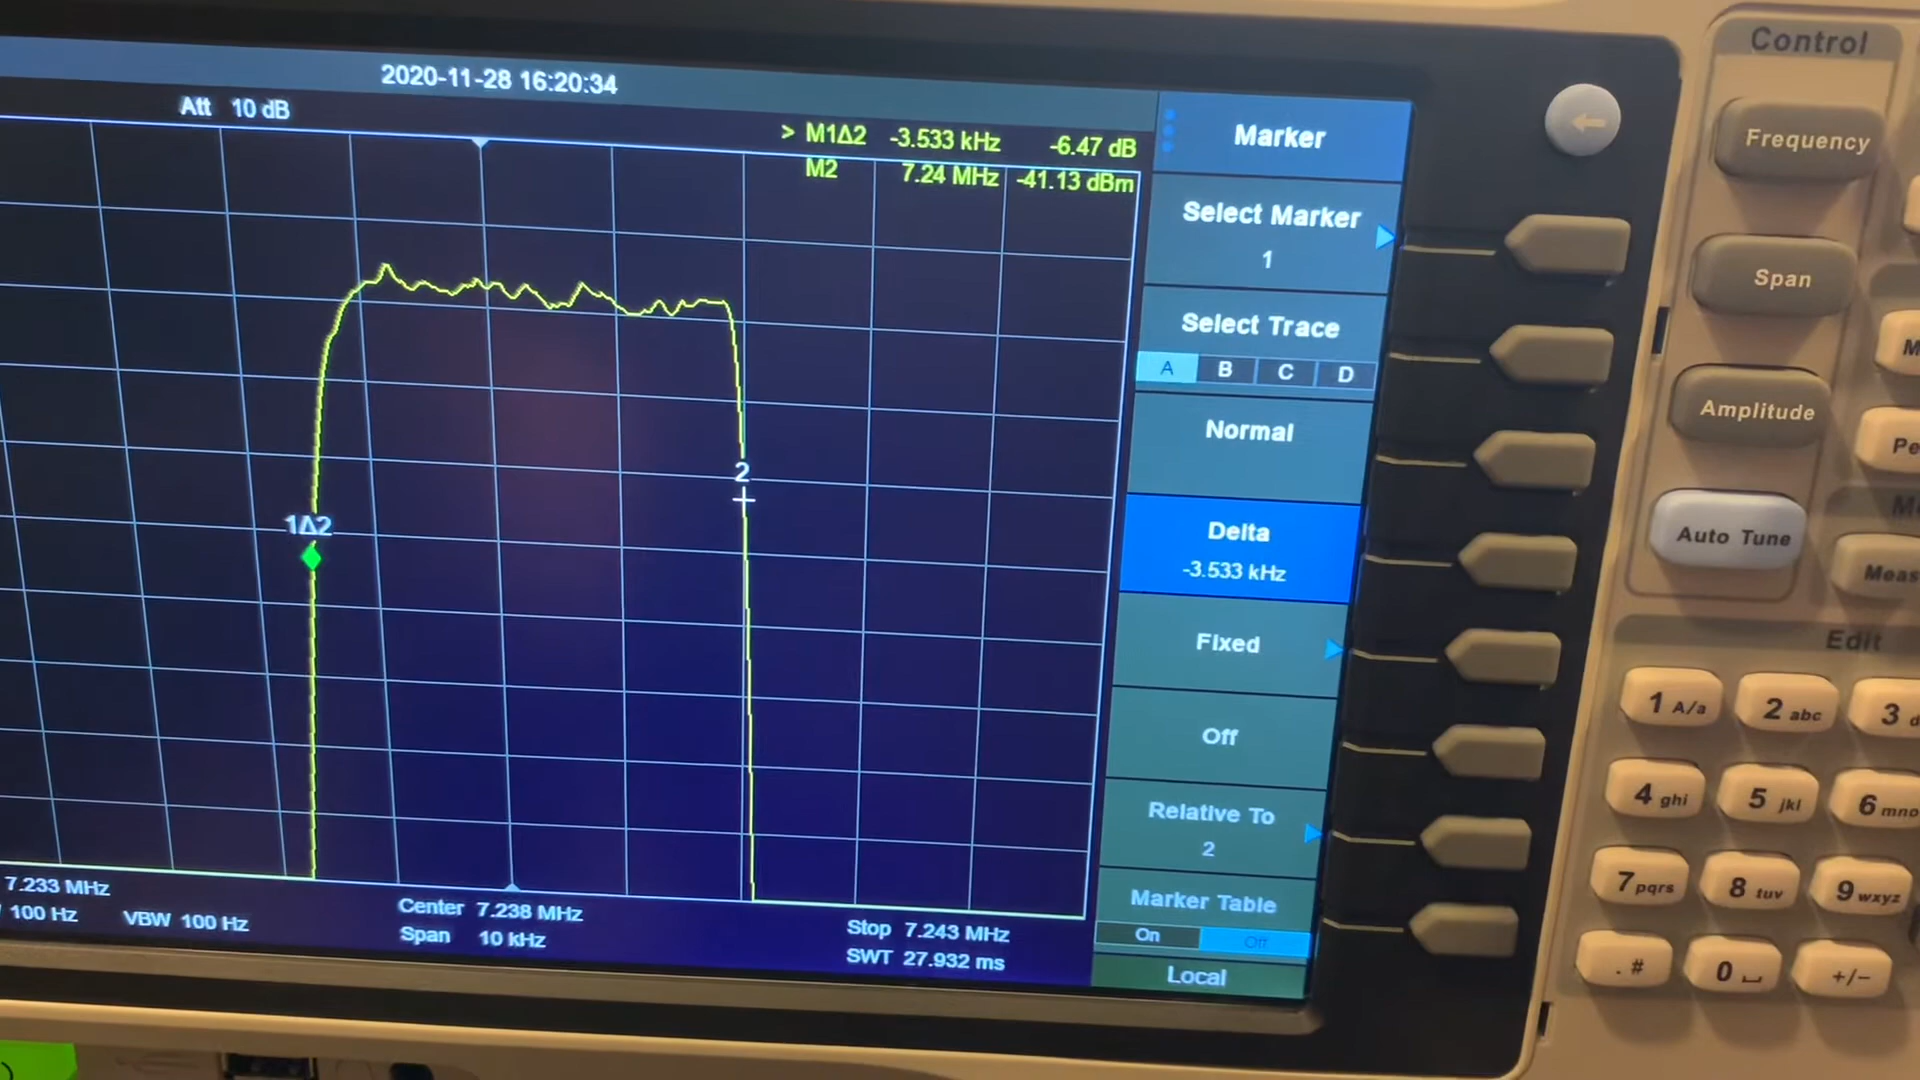 2020-11-28 16:20:34
Att 10 dB
> M1Δ2 -3.533 kHz -6.47 dB
M2 7.24 MHz -41.13 dBm
2
1Δ2
7.233 MHz
100 Hz VBW 100 Hz
Center 7.238 MHz
Span 10 kHz
Stop 7.243 MHz
SWT 27.932 ms
Marker
Select Marker
1
Select Trace
A B C D
Normal
Delta
-3.533 kHz
Fixed
Off
Relative To
2
Marker Table
On Off
Local
Control
Frequency
Span
Amplitude
Auto Tune
Edit
1 A/a 2 abc 3
4 ghi 5 jkl 6 mno
7 pqrs 8 tuv 9 wxyz
. # 0 ⎵ +/−